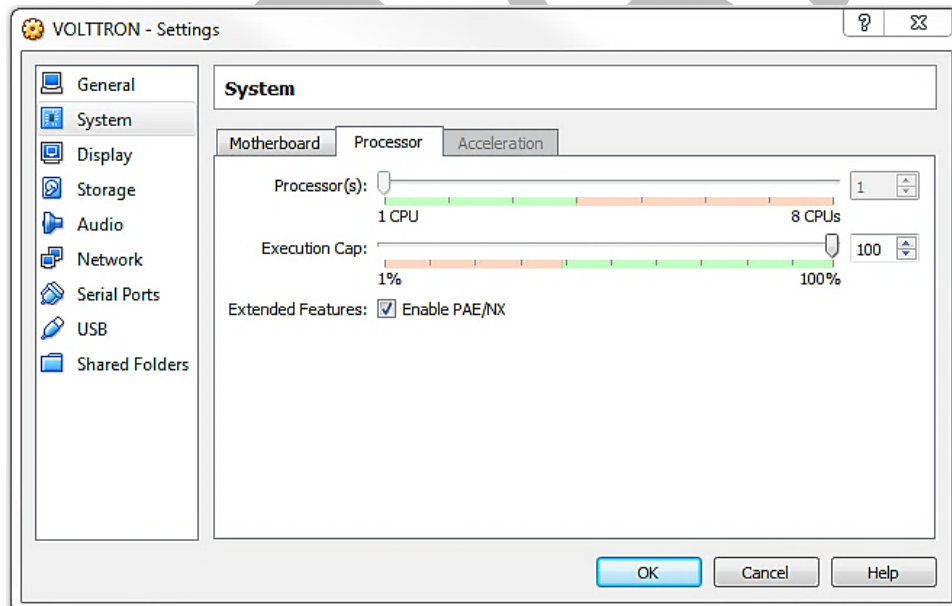 VOLTTRON - Settings
General
System
Display
Storage
Audio
Network
Serial Ports
USB
Shared Folders
System
Motherboard Processor Acceleration
Processor(s): 1
1 CPU 8 CPUs
Execution Cap: 100
1% 100%
Extended Features: Enable PAE/NX
OK Cancel Help